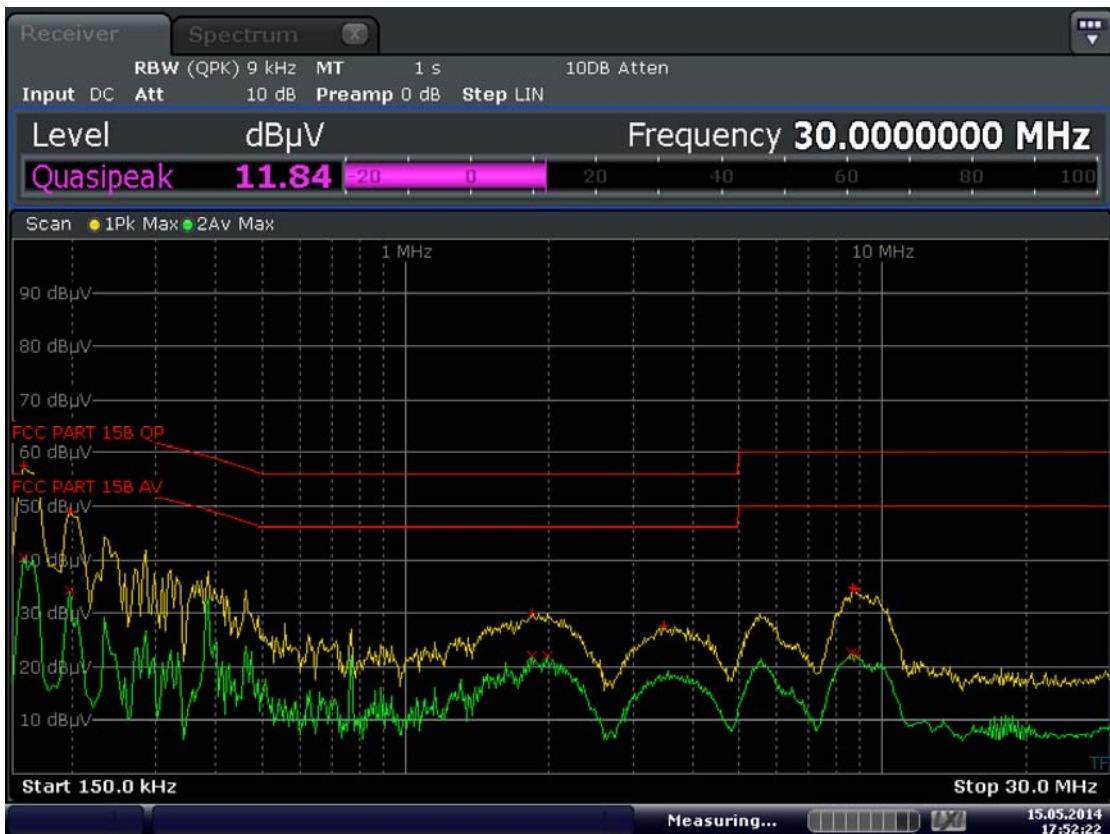 Receiver Spectrum X
RBW (QPK) 9 kHz MT 1 s 10DB Atten
Input DC Att 10 dB Preamp 0 dB Step LIN
Level dBµV Frequency 30.0000000 MHz
Quasipeak 11.84 -20 0 20 40 60 80 100
Scan 1Pk Max 2Av Max
1 MHz 10 MHz
90 dBµV
80 dBµV
70 dBµV
FCC PART 15B QP
60 dBµV
FCC PART 15B AV
50 dBµV
40 dBµV
30 dBµV
20 dBµV
10 dBµV
TF
Start 150.0 kHz Stop 30.0 MHz
Measuring... LXI 15.05.2014
17:52:22